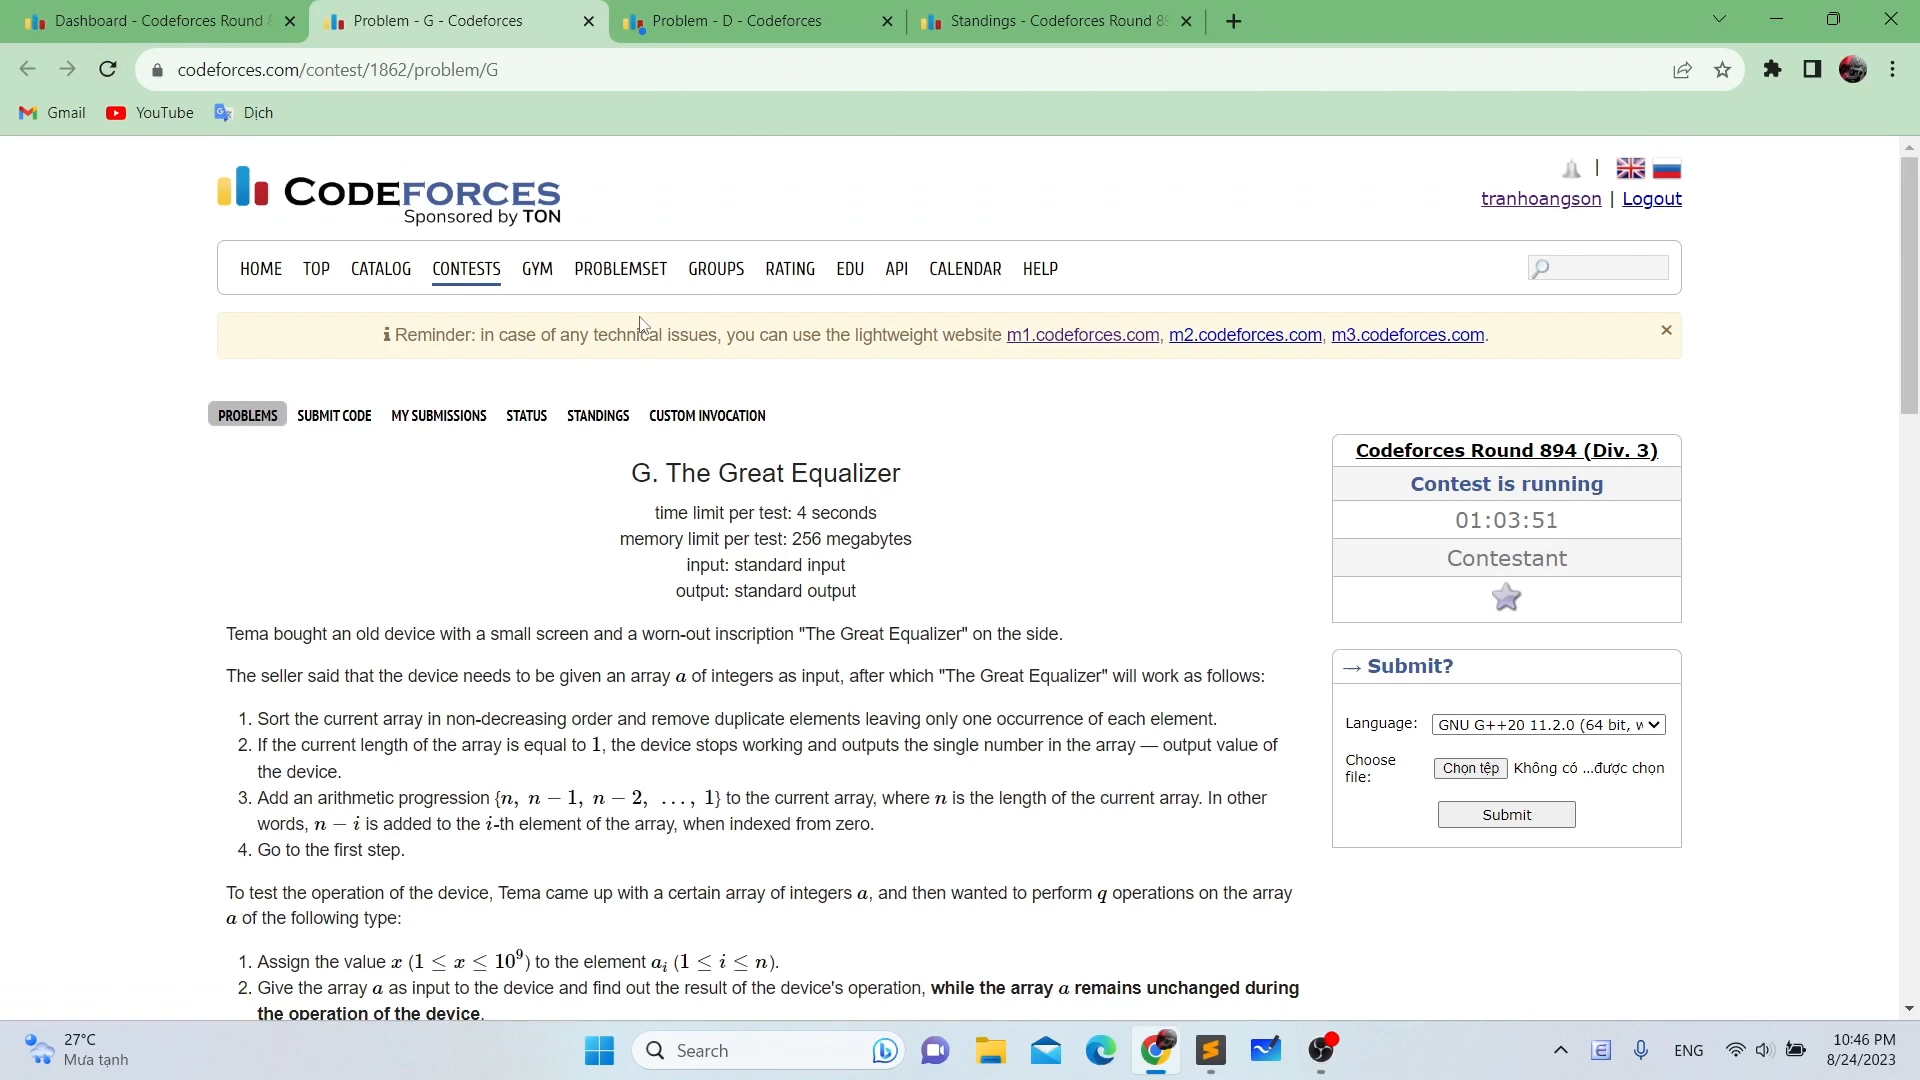 Dashboard - Codeforces Round 8
Problem - G - Codeforces
Problem - D - Codeforces
Standings - Codeforces Round 89
codeforces.com/contest/1862/problem/G
Gmail
YouTube
Dịch
CODEFORCES
Sponsored by TON
tranhoangson | Logout
HOME TOP CATALOG CONTESTS GYM PROBLEMSET GROUPS RATING EDU API CALENDAR HELP
Reminder: in case of any technical issues, you can use the lightweight website m1.codeforces.com, m2.codeforces.com, m3.codeforces.com.
PROBLEMS SUBMIT CODE MY SUBMISSIONS STATUS STANDINGS CUSTOM INVOCATION
G. The Great Equalizer
time limit per test: 4 seconds
memory limit per test: 256 megabytes
input: standard input
output: standard output
Tema bought an old device with a small screen and a worn-out inscription "The Great Equalizer" on the side.
The seller said that the device needs to be given an array a of integers as input, after which "The Great Equalizer" will work as follows:
1. Sort the current array in non-decreasing order and remove duplicate elements leaving only one occurrence of each element.
2. If the current length of the array is equal to 1, the device stops working and outputs the single number in the array — output value of
the device.
3. Add an arithmetic progression {n, n − 1, n − 2, …, 1} to the current array, where n is the length of the current array. In other
words, n − i is added to the i-th element of the array, when indexed from zero.
4. Go to the first step.
To test the operation of the device, Tema came up with a certain array of integers a, and then wanted to perform q operations on the array
a of the following type:
1. Assign the value x (1 ≤ x ≤ 10⁹) to the element aᵢ (1 ≤ i ≤ n).
2. Give the array a as input to the device and find out the result of the device's operation, while the array a remains unchanged during
the operation of the device.
Codeforces Round 894 (Div. 3)
Contest is running
01:03:51
Contestant
→ Submit?
Language: GNU G++20 11.2.0 (64 bit, w
Choose
file:
Chọn tệp Không có ...được chọn
Submit
27°C
Mưa tạnh
Search
ENG
10:46 PM
8/24/2023